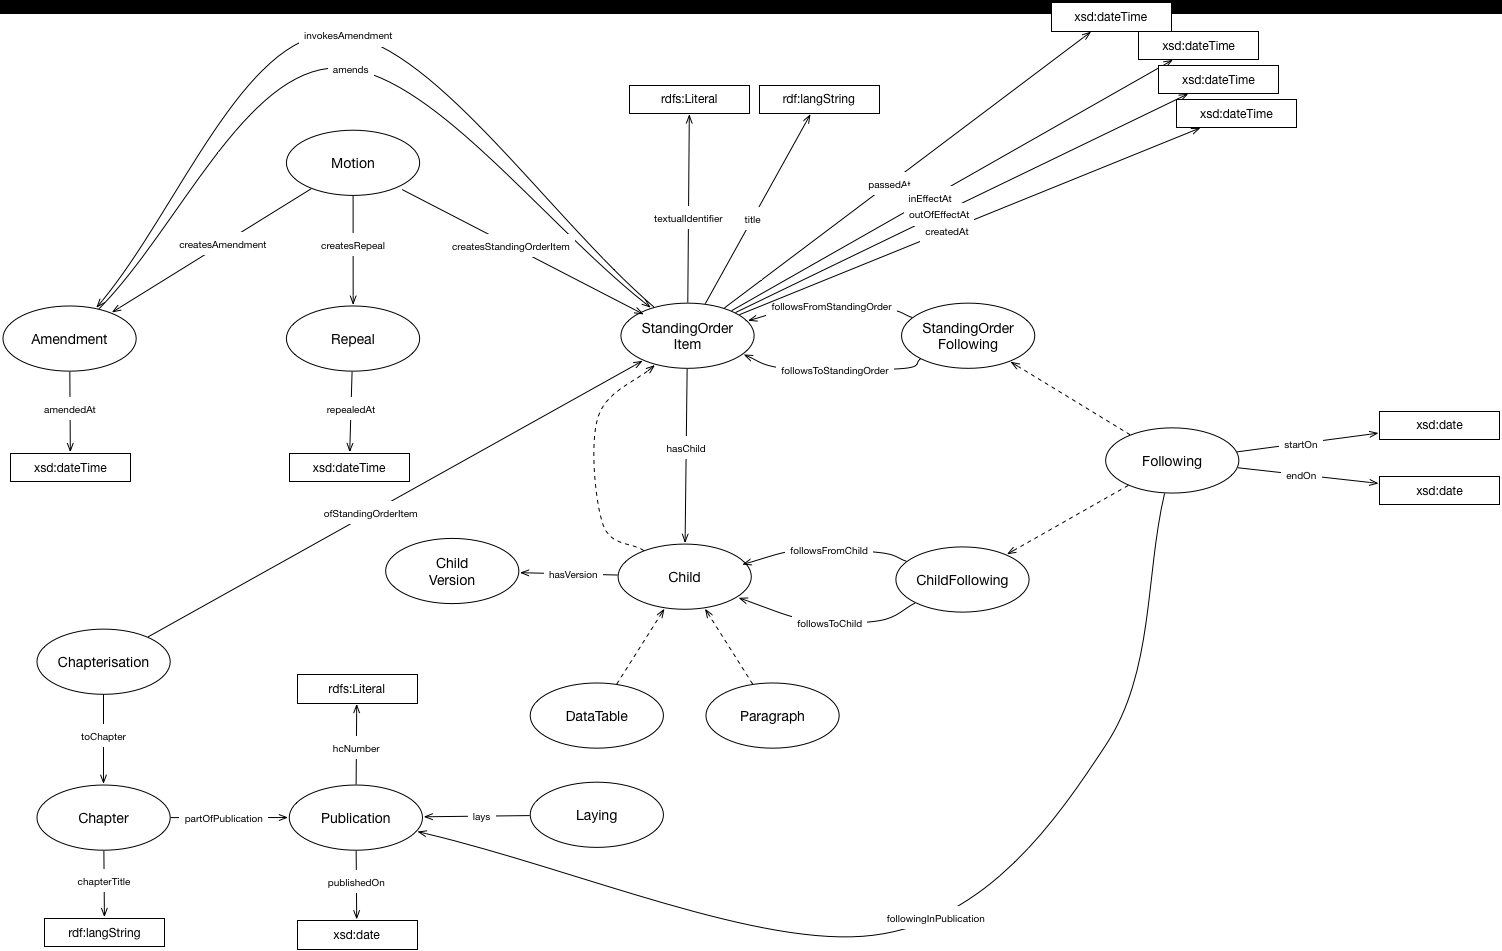 xsd:dateTime
invokesAmendment
xsd:dateTime
amends
xsd:dateTime
rdfs:Literal
rdf:langString
xsd:dateTime
Motion
passedAt
inEffectAt
textualIdentifier
title
outOfEffectAt
createdAt
createsAmendment
createsRepeal
createsStandingOrderItem
followsFromStandingOrder
Amendment
Repeal
StandingOrder
Item
StandingOrder
Following
followsToStandingOrder
amendedAt
repealedAt
xsd:date
startOn
hasChild
Following
xsd:dateTime
xsd:dateTime
endOn
xsd:date
ofStandingOrderItem
followsFromChild
Child
Version
hasVersion
Child
ChildFollowing
followsToChild
Chapterisation
rdfs:Literal
DataTable
Paragraph
toChapter
hcNumber
Chapter
partOfPublication
Publication
lays
Laying
chapterTitle
publishedOn
followingInPublication
rdf:langString
xsd:date